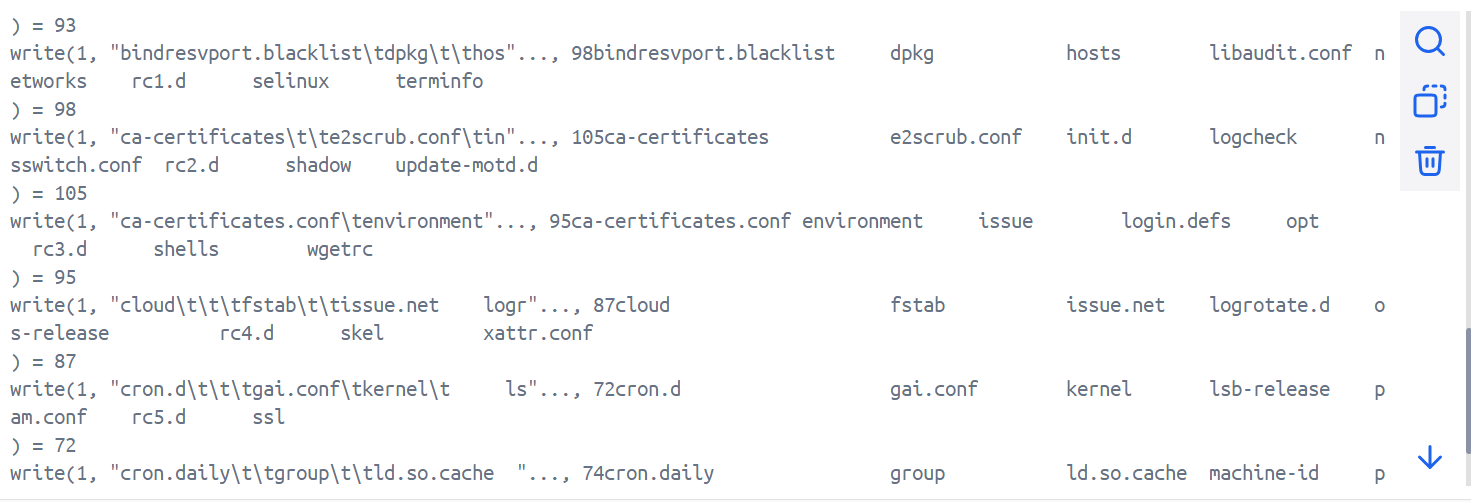 ) = 93
write(1, "bindresvport.blacklist\tdpkg\t\thos"..., 98bindresvport.blacklist     dpkg            hosts        libaudit.conf  n
etworks    rc1.d      selinux      terminfo
) = 98
write(1, "ca-certificates\t\te2scrub.conf\tin"..., 105ca-certificates           e2scrub.conf    init.d       logcheck       n
sswitch.conf  rc2.d      shadow    update-motd.d
) = 105
write(1, "ca-certificates.conf\tenvironment"..., 95ca-certificates.conf environment     issue        login.defs     opt
  rc3.d      shells        wgetrc
) = 95
write(1, "cloud\t\t\tfstab\t\tissue.net    logr"..., 87cloud                    fstab           issue.net    logrotate.d    o
s-release          rc4.d      skel         xattr.conf
) = 87
write(1, "cron.d\t\t\tgai.conf\tkernel\t     ls"..., 72cron.d                   gai.conf        kernel       lsb-release    p
am.conf    rc5.d      ssl
) = 72
write(1, "cron.daily\t\tgroup\t\tld.so.cache  "..., 74cron.daily                group           ld.so.cache  machine-id     p